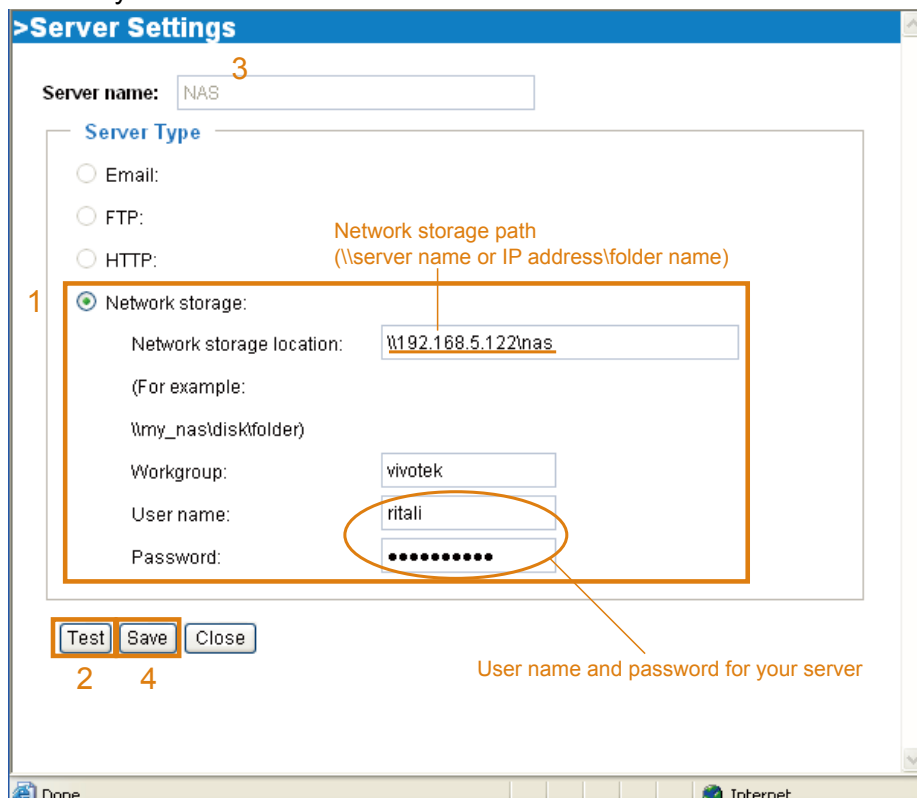 >Server Settings
3
Server name: NAS
Server Type
Email:
FTP:
Network storage path
HTTP: (\\server name or IP address\folder name)
1 Network storage:
Network storage location: \\192.168.5.122\nas
(For example:
\\my_nas\disk\folder)
Workgroup: vivotek
User name: ritali
Password: ●●●●●●●●●●
Test Save Close
2 4 User name and password for your server
Done Internet